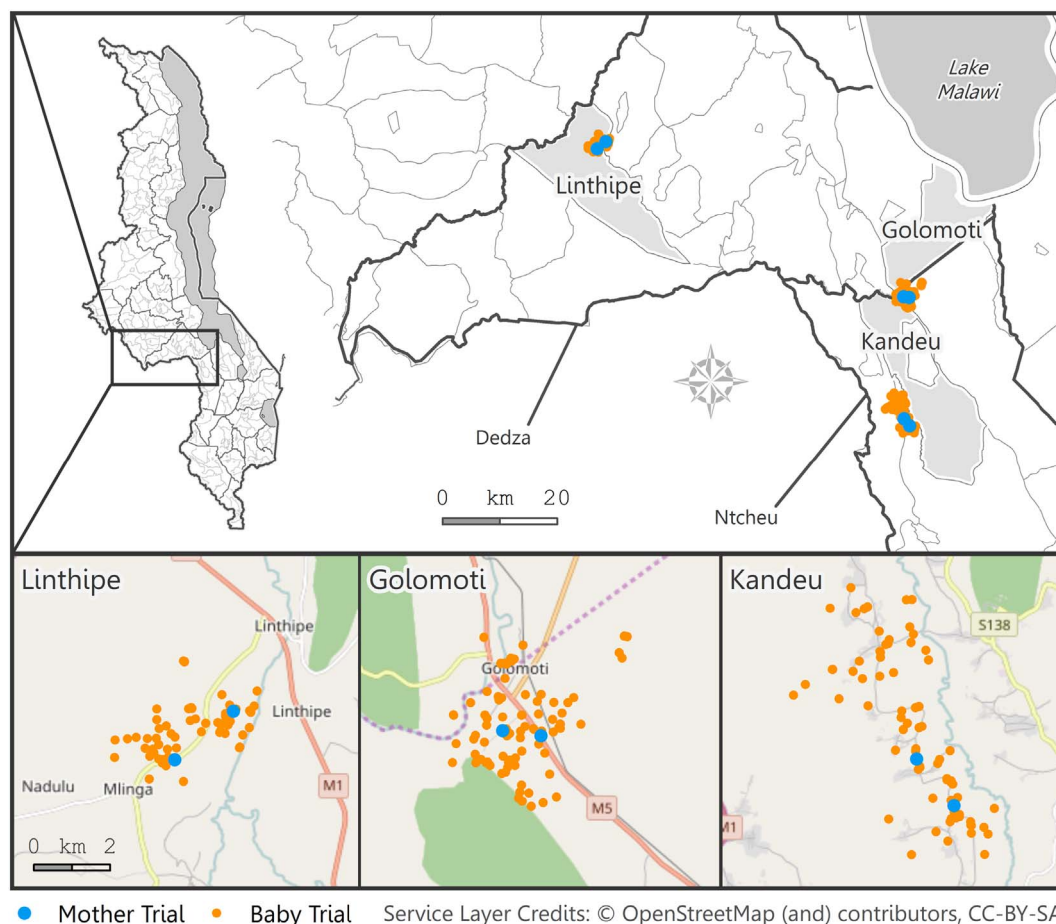 Lake
Malawi
Linthipe
Golomoti
Kandeu
Dedza
0 km 20
Ntcheu
Linthipe
Linthipe
Linthipe
Nadulu
Mlinga
M1
0 km 2
Golomoti
Golomoti
M5
Kandeu
S138
M1
Mother Trial Baby Trial Service Layer Credits: © OpenStreetMap (and) contributors, CC-BY-SA